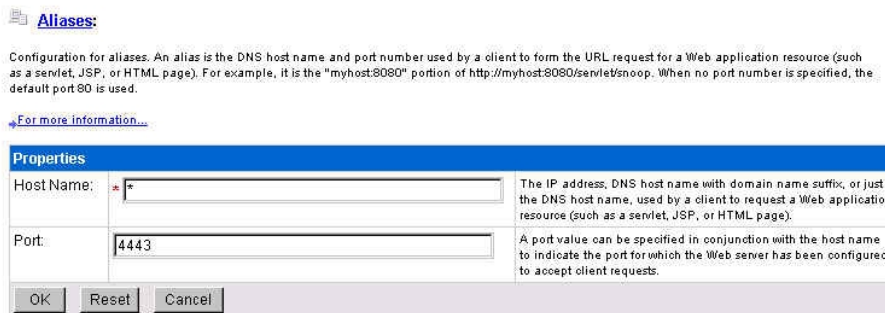 Aliases:
Configuration for aliases. An alias is the DNS host name and port number used by a client to form the URL request for a Web application resource (such
as a servlet, JSP, or HTML page). For example, it is the "myhost:8080" portion of http://myhost:8080/servlet/snoop. When no port number is specified, the
default port 80 is used.
For more information...
Properties
Host Name: * *
The IP address, DNS host name with domain name suffix, or just
the DNS host name, used by a client to request a Web applicatio
resource (such as a servlet, JSP, or HTML page).
Port: 4443
A port value can be specified in conjunction with the host name
to indicate the port for which the Web server has been configured
to accept client requests.
OK Reset Cancel